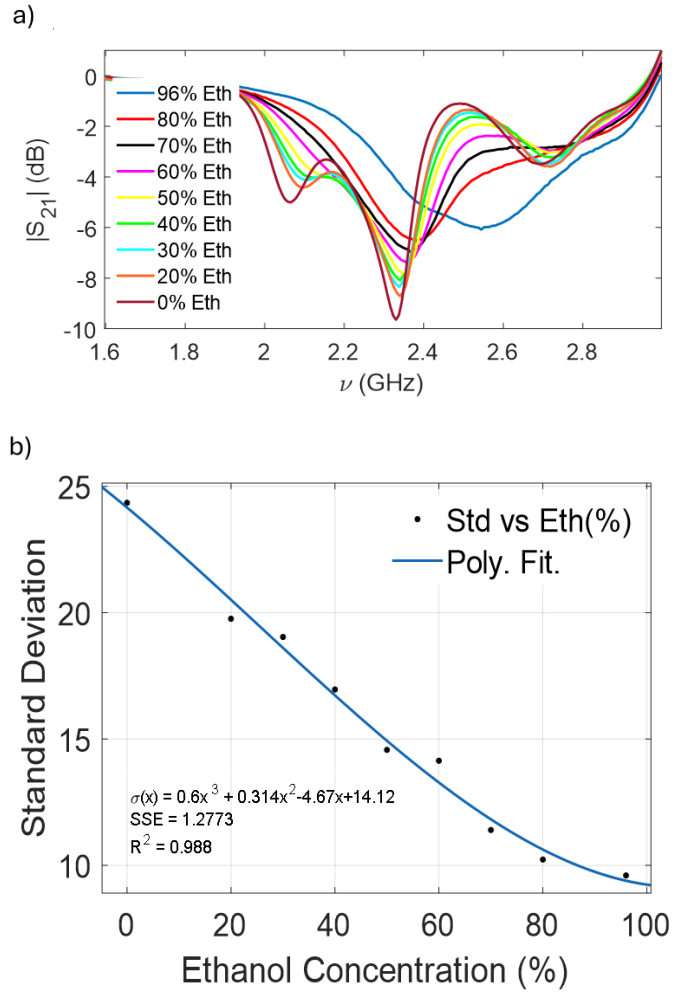 a)
|S21| (dB)
0
-2
-4
-6
-8
-10
96% Eth
80% Eth
70% Eth
60% Eth
50% Eth
40% Eth
30% Eth
20% Eth
0% Eth
1.6 1.8 2 2.2 2.4 2.6 2.8
ν (GHz)
b)
Standard Deviation
25
20
15
10
Std vs Eth(%)
Poly. Fit.
σ(x) = 0.6x³ + 0.314x²-4.67x+14.12
SSE = 1.2773
R² = 0.988
0 20 40 60 80 100
Ethanol Concentration (%)